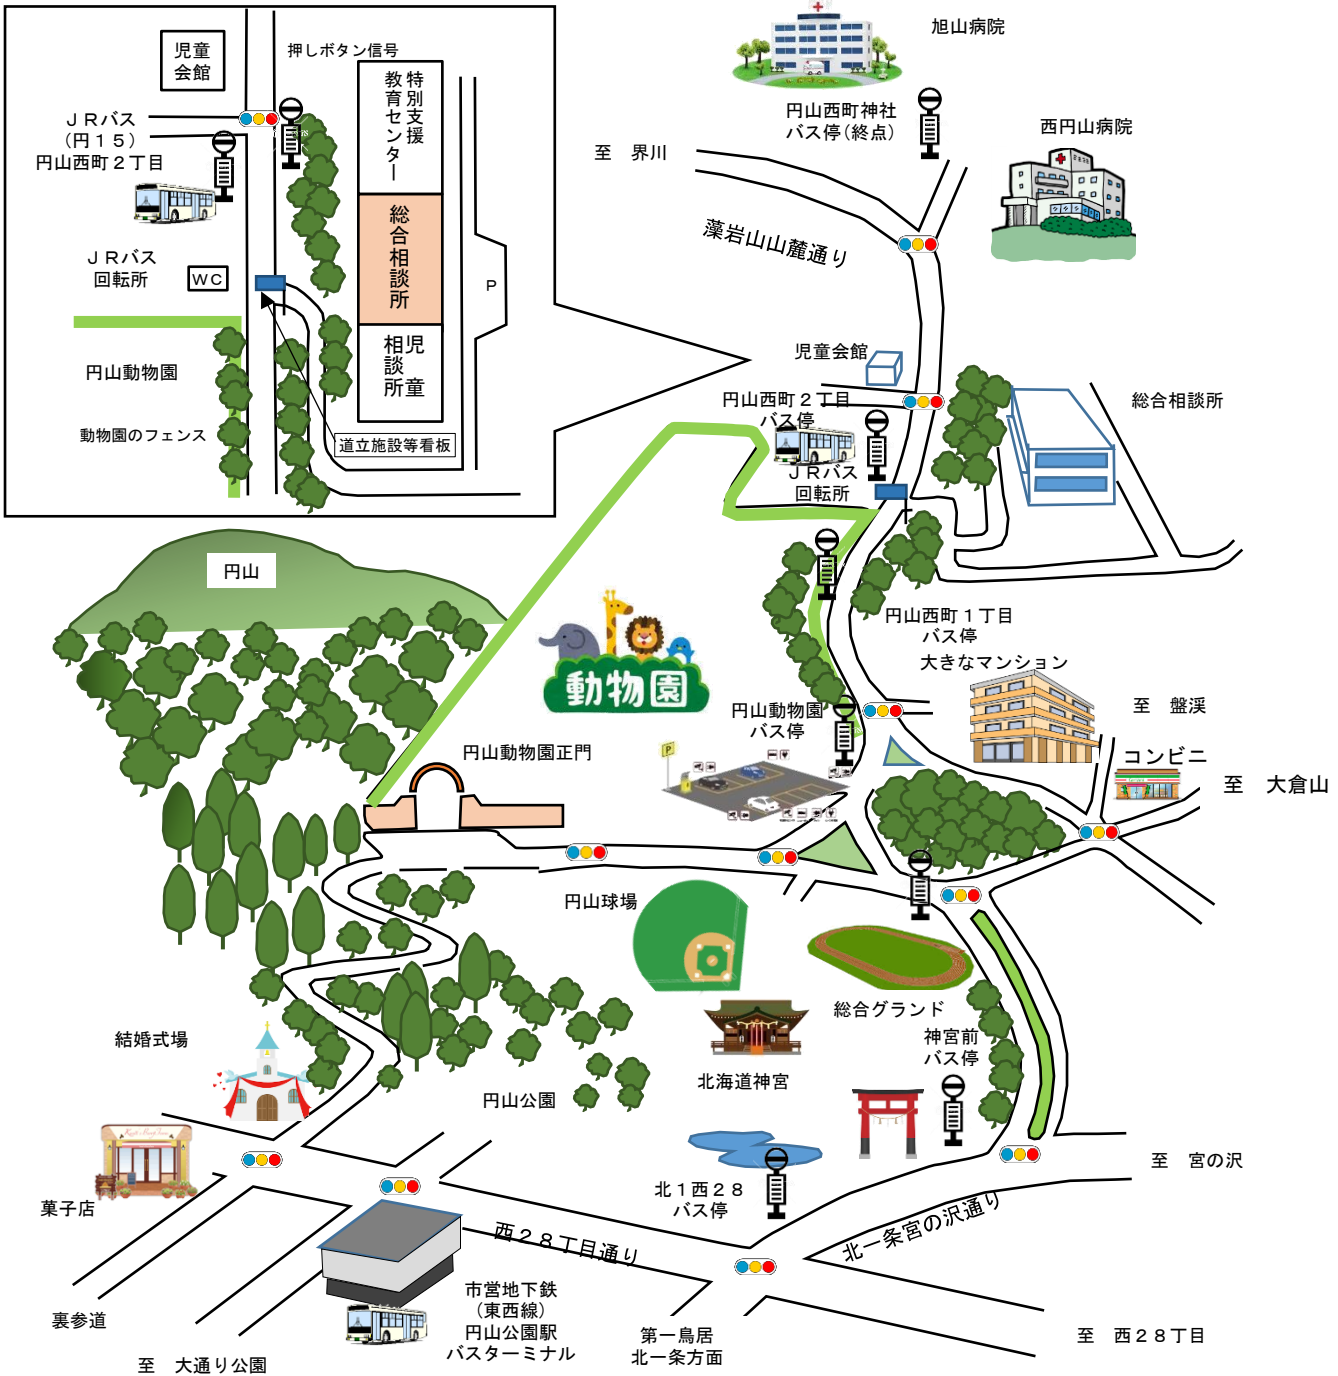 児童
会館
押しボタン信号
特別支援
教育センター
ＪＲバス
（円１５）
円山西町２丁目
総合相談所
ＪＲバス
回転所
ＷＣ
Ｐ
児童
相談所
円山動物園
動物園のフェンス
道立施設等看板
旭山病院
円山西町神社
バス停（終点）
西円山病院
至　界川
藻岩山山麓通り
児童会館
円山西町２丁目
バス停
総合相談所
ＪＲバス
回転所
円山
円山西町１丁目
バス停
大きなマンション
動物園
円山動物園
バス停
至　盤渓
コンビニ
至　大倉山
円山動物園正門
P
円山球場
総合グランド
神宮前
バス停
結婚式場
北海道神宮
円山公園
至　宮の沢
北１西２８
バス停
菓子店
北一条宮の沢通り
西２８丁目通り
市営地下鉄
（東西線）
円山公園駅
バスターミナル
裏参道
第一鳥居
北一条方面
至　西２８丁目
至　大通り公園